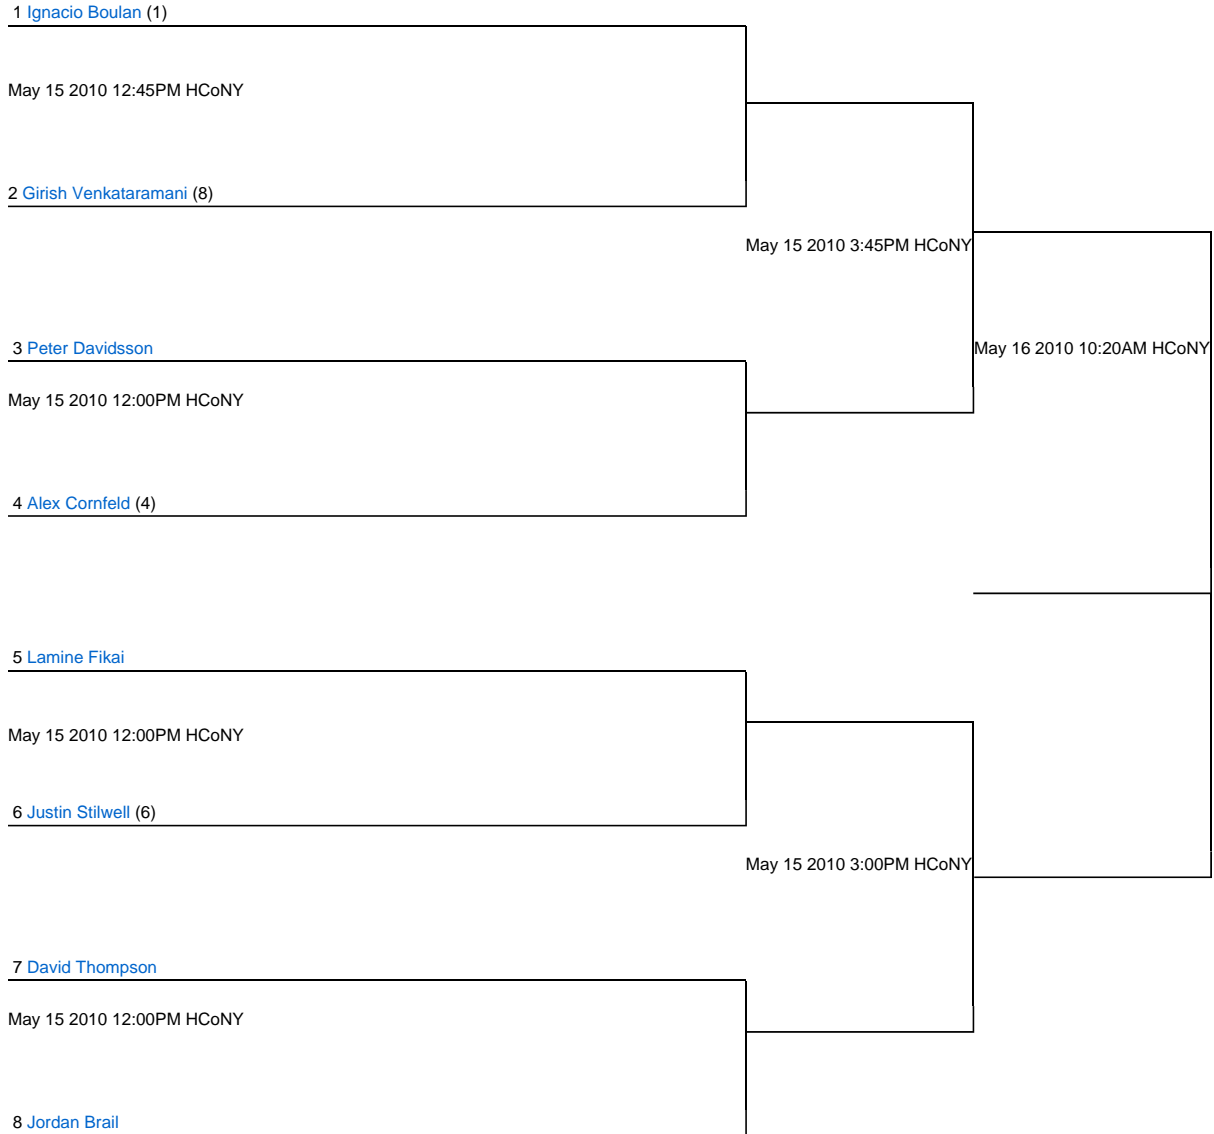 1 Ignacio Boulan (1)
May 15 2010 12:45PM HCoNY
2 Girish Venkataramani (8)
May 15 2010 3:45PM HCoNY
3 Peter Davidsson
May 16 2010 10:20AM HCoNY
May 15 2010 12:00PM HCoNY
4 Alex Cornfeld (4)
5 Lamine Fikai
May 15 2010 12:00PM HCoNY
6 Justin Stilwell (6)
May 15 2010 3:00PM HCoNY
7 David Thompson
May 15 2010 12:00PM HCoNY
8 Jordan Brail